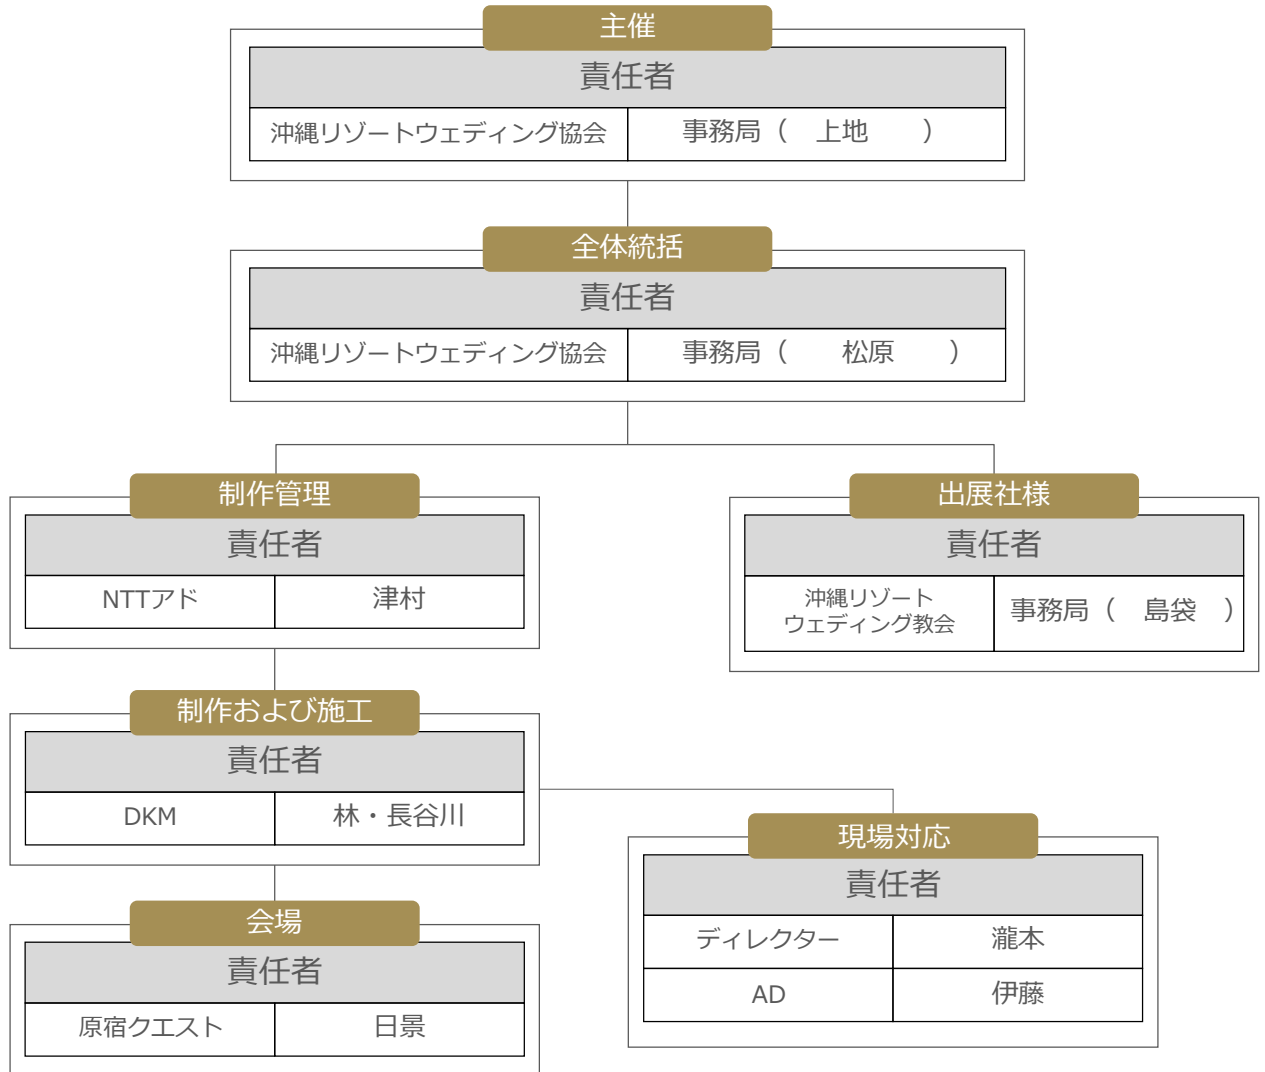 主催
責任者
沖縄リゾートウェディング協会 事務局（ 上地 ）
全体統括
責任者
沖縄リゾートウェディング協会 事務局（ 松原 ）
制作管理
責任者
NTTアド 津村
出展社様
責任者
沖縄リゾート
ウェディング教会
事務局（ 島袋 ）
制作および施工
責任者
DKM 林・長谷川
現場対応
責任者
ディレクター 瀧本
AD 伊藤
会場
責任者
原宿クエスト 日景